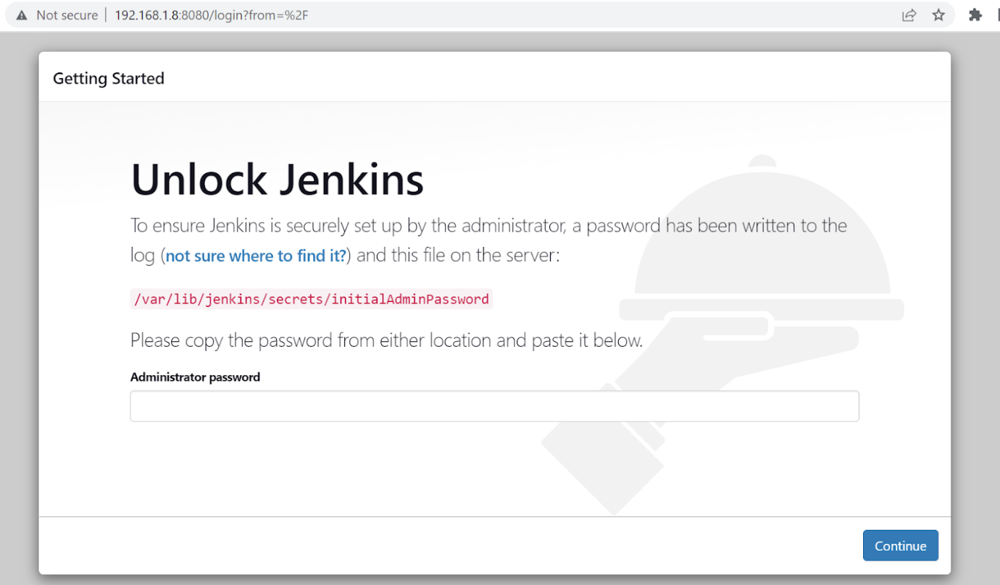 Not secure | 192.168.1.8:8080/login?from=%2F
Getting Started
Unlock Jenkins
To ensure Jenkins is securely set up by the administrator, a password has been written to the
log (not sure where to find it?) and this file on the server:
/var/lib/jenkins/secrets/initialAdminPassword
Please copy the password from either location and paste it below.
Administrator password
Continue